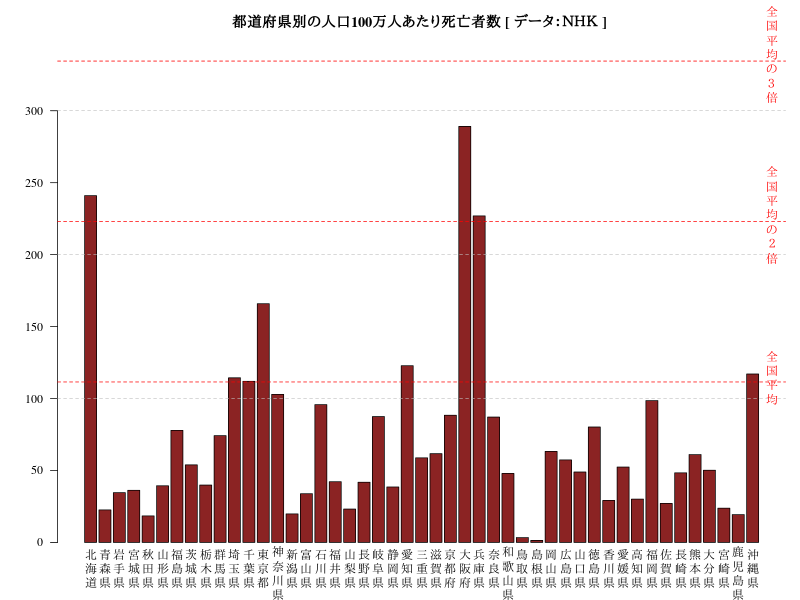 都道府県別の人口100万人あたり死亡者数 [ データ：NHK ]
全国平均の3倍
全国平均の2倍
全国平均
300
250
200
150
100
50
0
北海道
青森県
岩手県
宮城県
秋田県
山形県
福島県
茨城県
栃木県
群馬県
埼玉県
千葉県
東京都
神奈川県
新潟県
富山県
石川県
福井県
山梨県
長野県
岐阜県
静岡県
愛知県
三重県
滋賀県
京都府
大阪府
兵庫県
奈良県
和歌山県
鳥取県
島根県
岡山県
広島県
山口県
徳島県
香川県
愛媛県
高知県
福岡県
佐賀県
長崎県
熊本県
大分県
宮崎県
鹿児島県
沖縄県